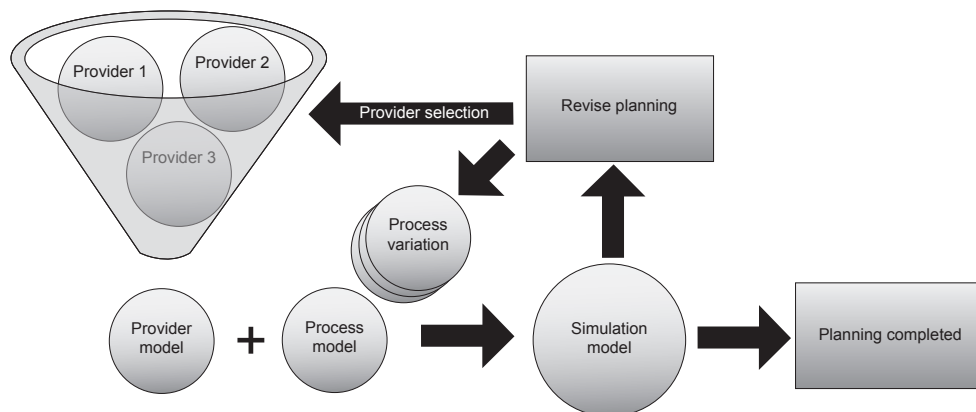 Provider 1
Provider 2
Provider 3
Provider selection
Revise planning
Process
variation
Provider
model
+
Process
model
Simulation
model
Planning completed